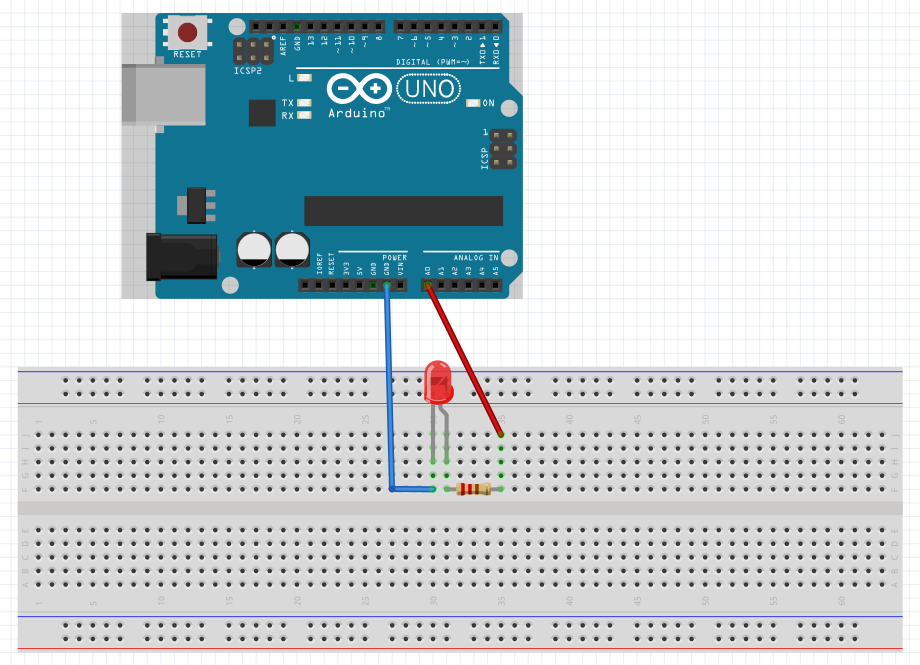 RESET
ICSP2
AREF
GND
13
12
~11
~10
~9
8
7
~6
~5
4
~3
2
TXO▶1
RXO◀0
DIGITAL (PWM=~)
L
TX
RX
Arduino™
UNO
ON
1
ICSP
POWER
ANALOG IN
IOREF
RESET
3V3
5V
GND
GND
VIN
A0
A1
A2
A3
A4
A5
1 5 10 15 20 25 30 35 40 45 50 55 60
J J
I I
H H
G G
F F
E E
D D
C C
B B
A A
1 5 10 15 20 25 30 35 40 45 50 55 60